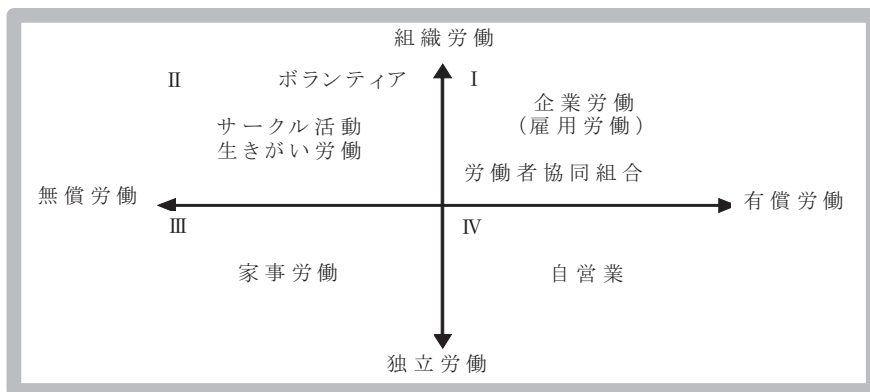 組織労働
Ⅱ ボランティア Ⅰ
企業労働
(雇用労働)
サークル活動
生きがい労働
労働者協同組合
無償労働 有償労働
Ⅲ Ⅳ
家事労働 自営業
独立労働